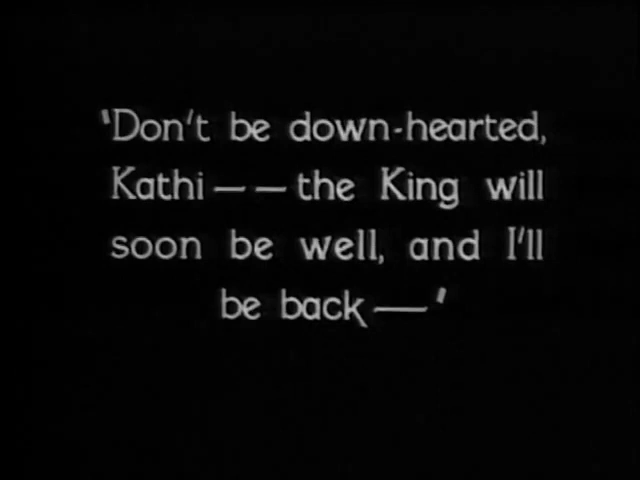 'Don't be down-hearted,
Kathi — — the King will
soon be well, and I'll
be back — '